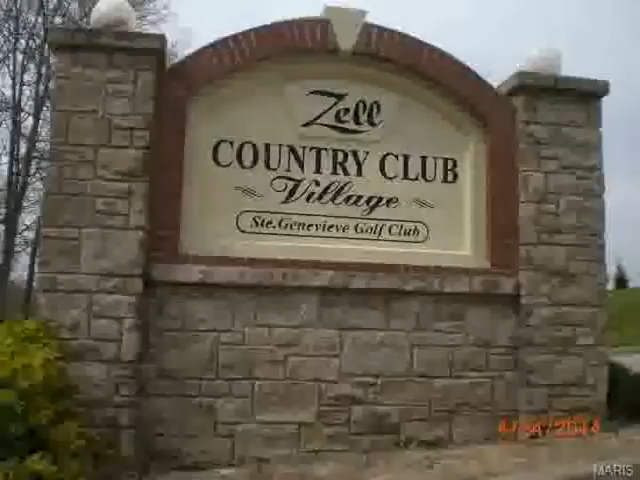 Zell
COUNTRY CLUB
Village
Ste.Genevieve Golf Club
MARIS